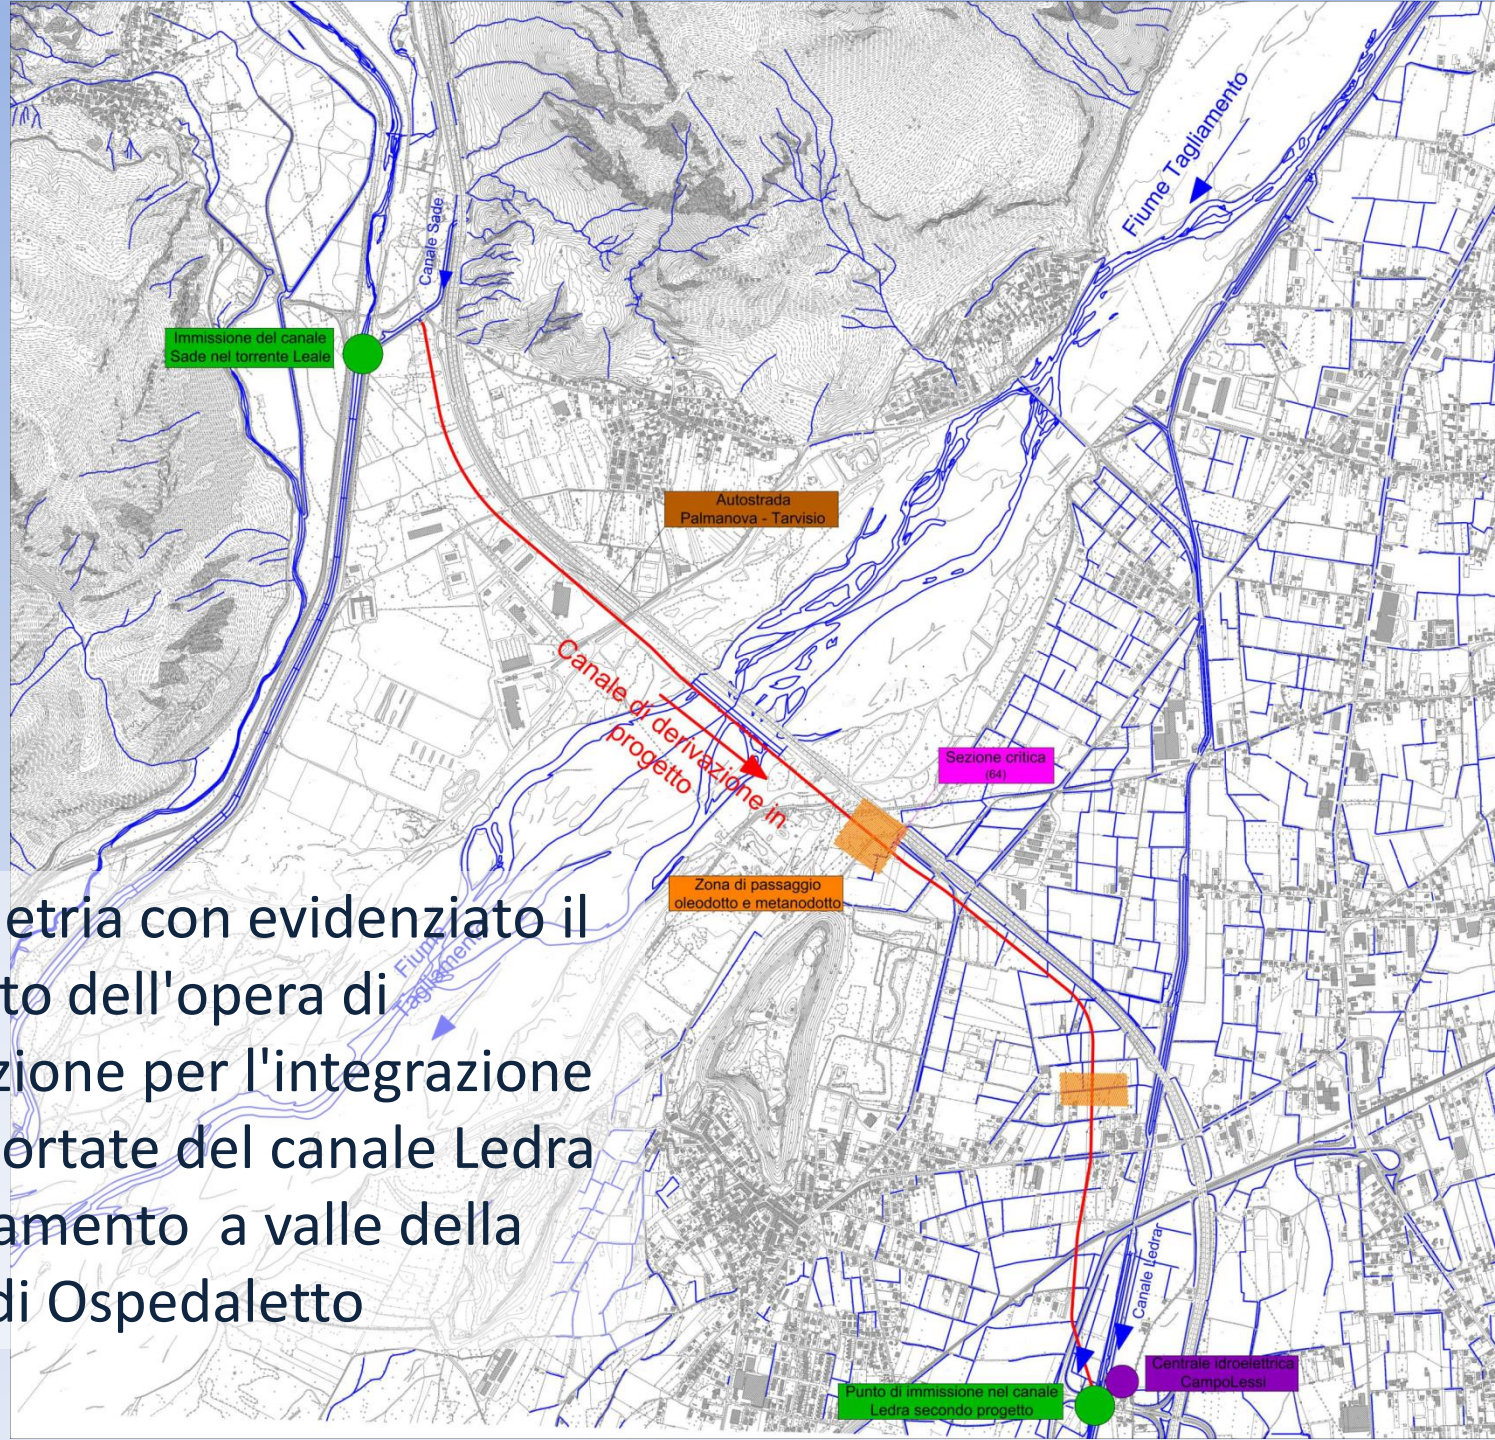 Fiume Tagliamento
Canale Sade
Immissione del canale
Sade nel torrente Leale
Autostrada
Palmanova - Tarvisio
Canale di derivazione in
progetto
Sezione critica
(64)
Zona di passaggio
oleodotto e metanodotto
etria con evidenziato il
to dell'opera di
zione per l'integrazione
ortate del canale Ledra
amento a valle della
di Ospedaletto
Fiume
Tagliamento
Canale Ledra
Centrale idroelettrica
CampoLessi
Punto di immissione nel canale
Ledra secondo progetto